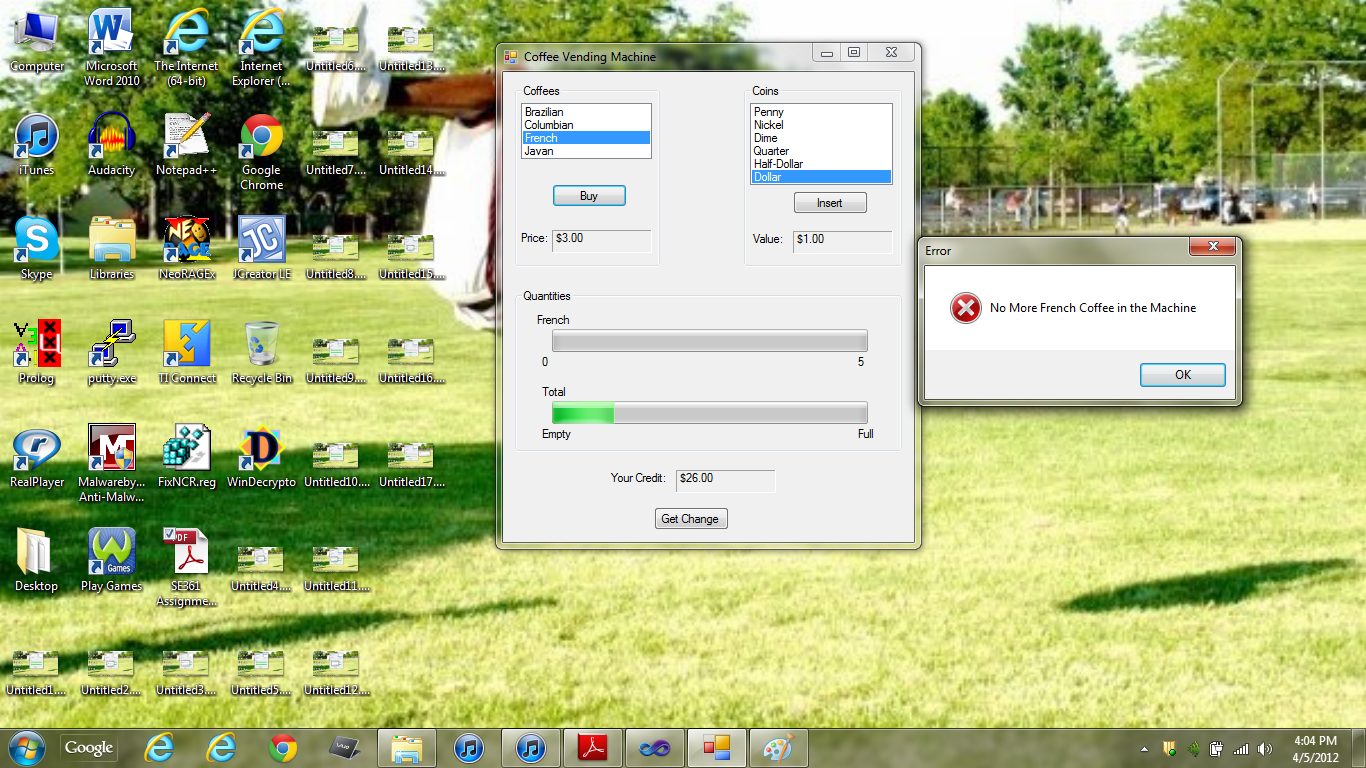 Computer
Microsoft
Word 2010
The Internet
(64-bit)
Internet
Explorer (...
Untitled6....
Untitled13....
iTunes
Audacity
Notepad++
Google
Chrome
Untitled7....
Untitled14....
Skype
Libraries
NeoRAGEx
JCreator LE
Untitled8....
Untitled15....
Prolog
putty.exe
TI Connect
Recycle Bin
Untitled9....
Untitled16....
RealPlayer
Malwareby...
Anti-Malw...
FixNCR.reg
WinDecrypto
Untitled10....
Untitled17....
Desktop
Play Games
SE361
Assignme...
Untitled4....
Untitled11....
Untitled1....
Untitled2....
Untitled3....
Untitled5....
Untitled12....
Coffee Vending Machine
Coffees
Brazilian
Columbian
French
Javan
Buy
Price: $3.00
Coins
Penny
Nickel
Dime
Quarter
Half-Dollar
Dollar
Insert
Value: $1.00
Quantities
French
0 5
Total
Empty Full
Your Credit: $26.00
Get Change
Error
No More French Coffee in the Machine
OK
Google
4:04 PM
4/5/2012